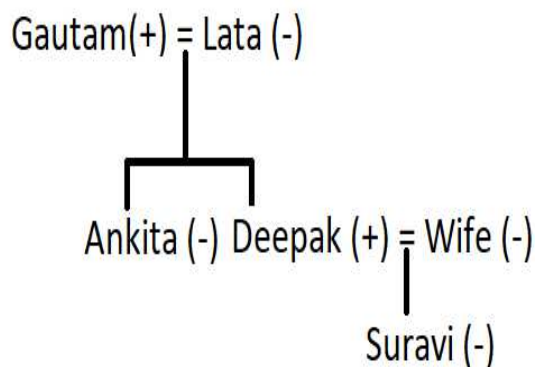 Gautam(+) = Lata (-)
Ankita (-) Deepak (+) = Wife (-)
Suravi (-)